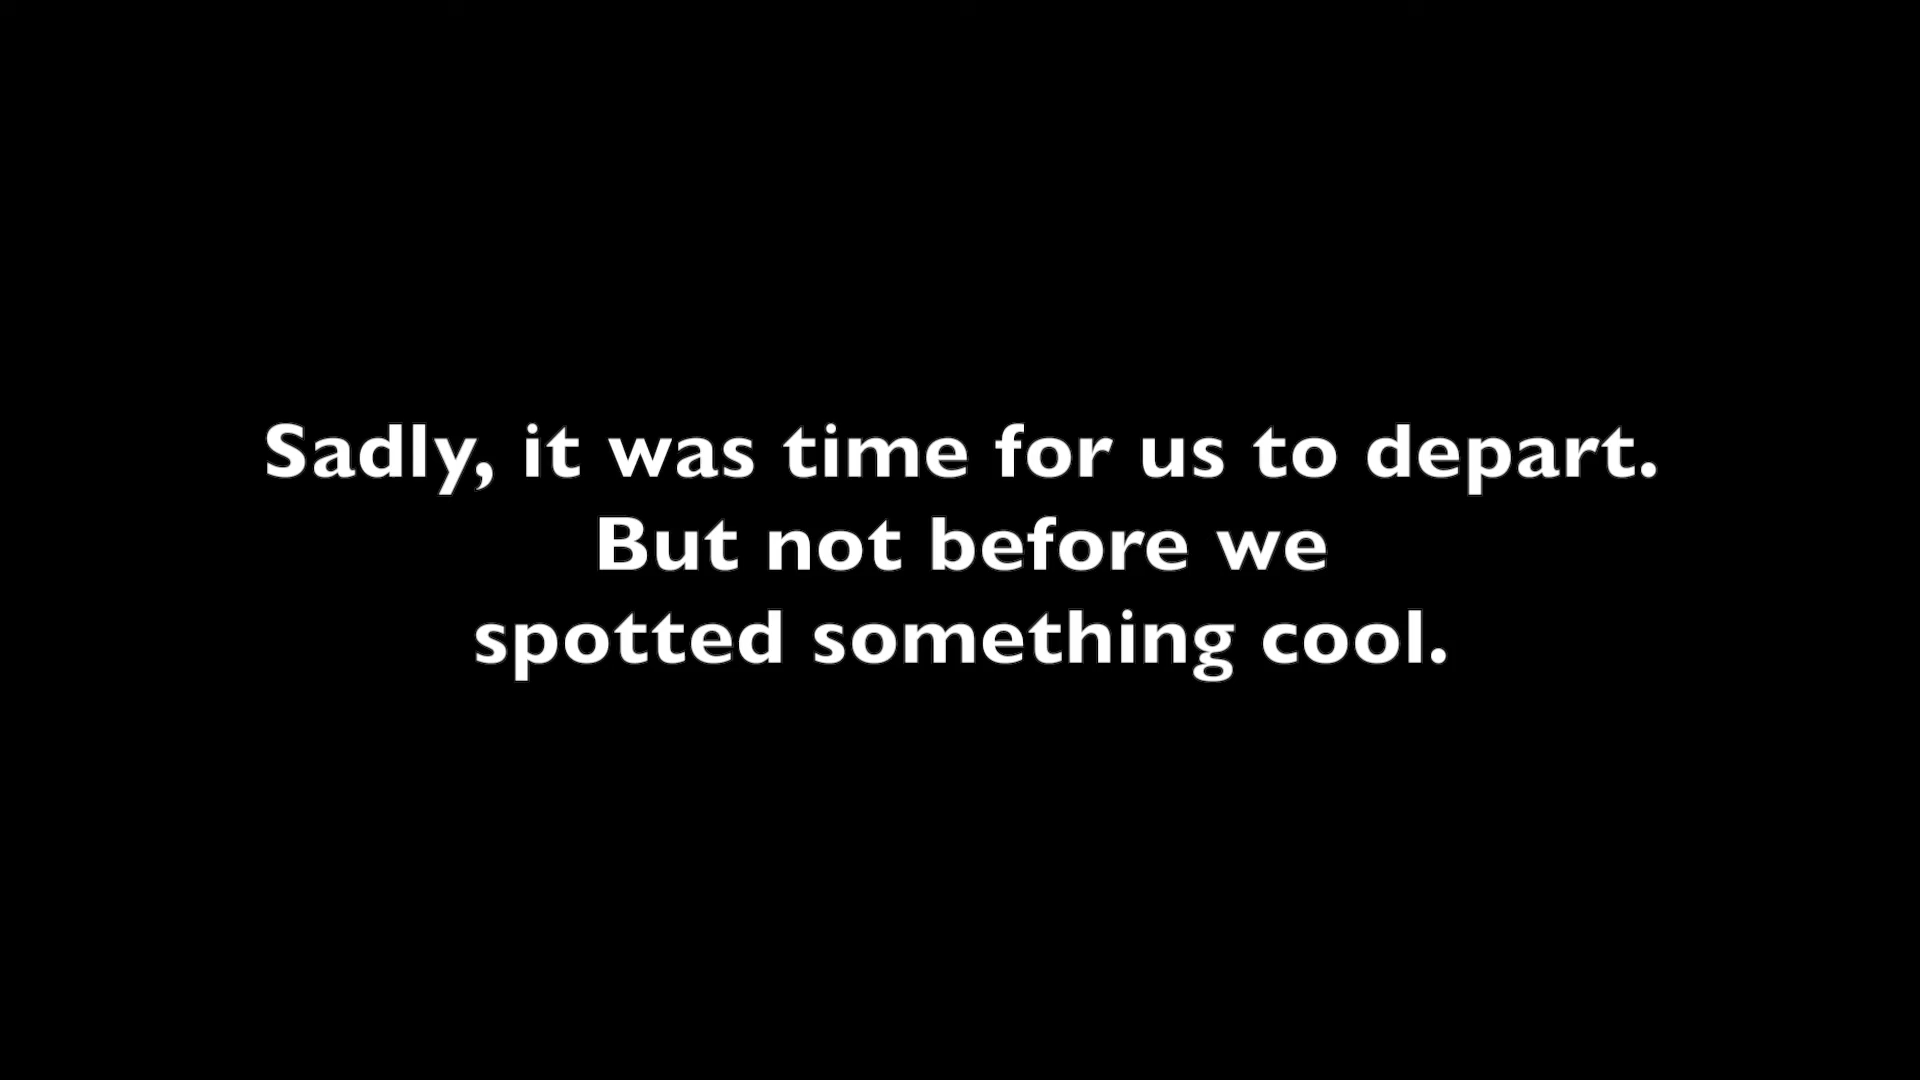 Sadly, it was time for us to depart.
But not before we
spotted something cool.